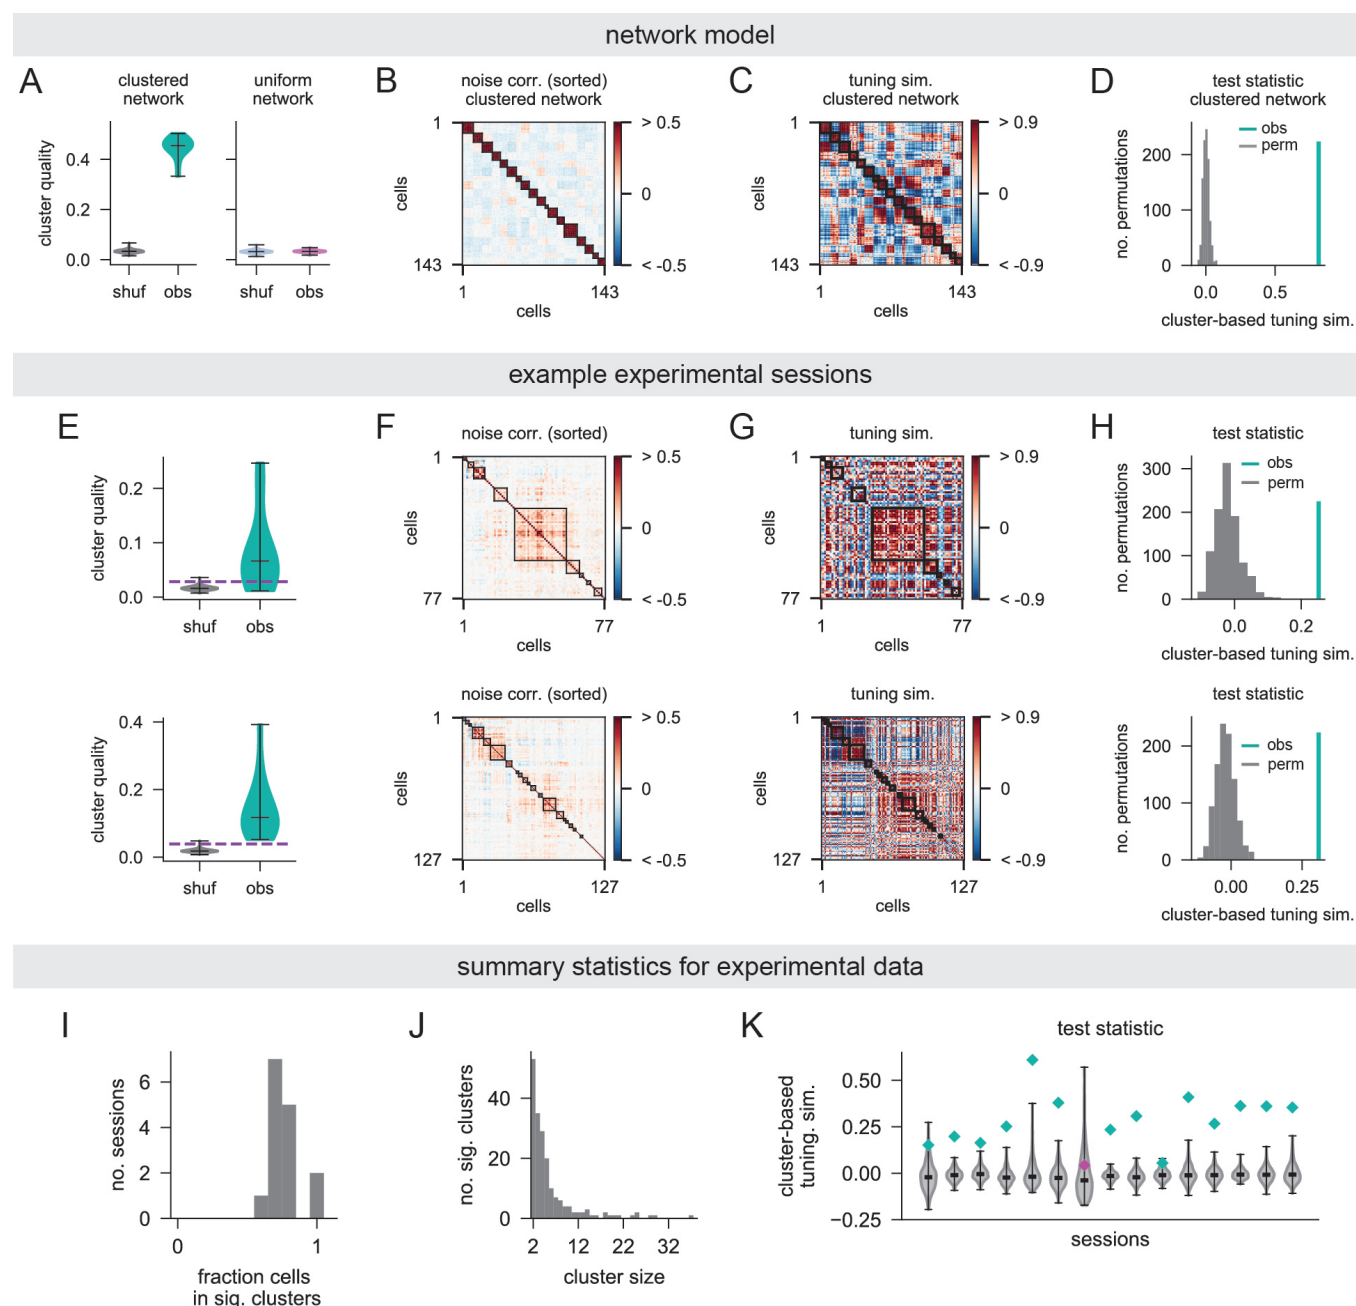 network model
A
clustered
network
uniform
network
cluster quality
0.4
0.2
0.0
shuf
obs
shuf
obs
B
noise corr. (sorted)
clustered network
1
cells
143
1
143
cells
> 0.5
0
< -0.5
C
tuning sim.
clustered network
1
cells
143
1
143
cells
> 0.9
0
< -0.9
D
test statistic
clustered network
no. permutations
200
100
0
obs
perm
0.0
0.5
cluster-based tuning sim.
example experimental sessions
E
cluster quality
0.2
0.1
0.0
shuf
obs
F
noise corr. (sorted)
1
cells
77
1
77
cells
> 0.5
0
< -0.5
G
tuning sim.
1
cells
77
1
77
cells
> 0.9
0
< -0.9
H
test statistic
no. permutations
300
200
100
0
obs
perm
0.0
0.2
cluster-based tuning sim.
cluster quality
0.4
0.2
0.0
shuf
obs
noise corr. (sorted)
1
cells
127
1
127
cells
> 0.5
0
< -0.5
tuning sim.
1
cells
127
1
127
cells
> 0.9
0
< -0.9
test statistic
no. permutations
200
100
0
obs
perm
0.00
0.25
cluster-based tuning sim.
summary statistics for experimental data
I
no. sessions
6
4
2
0
0
1
fraction cells
in sig. clusters
J
no. sig. clusters
40
20
0
2
12
22
32
cluster size
K
test statistic
cluster-based
tuning. sim.
0.50
0.25
0.00
−0.25
sessions